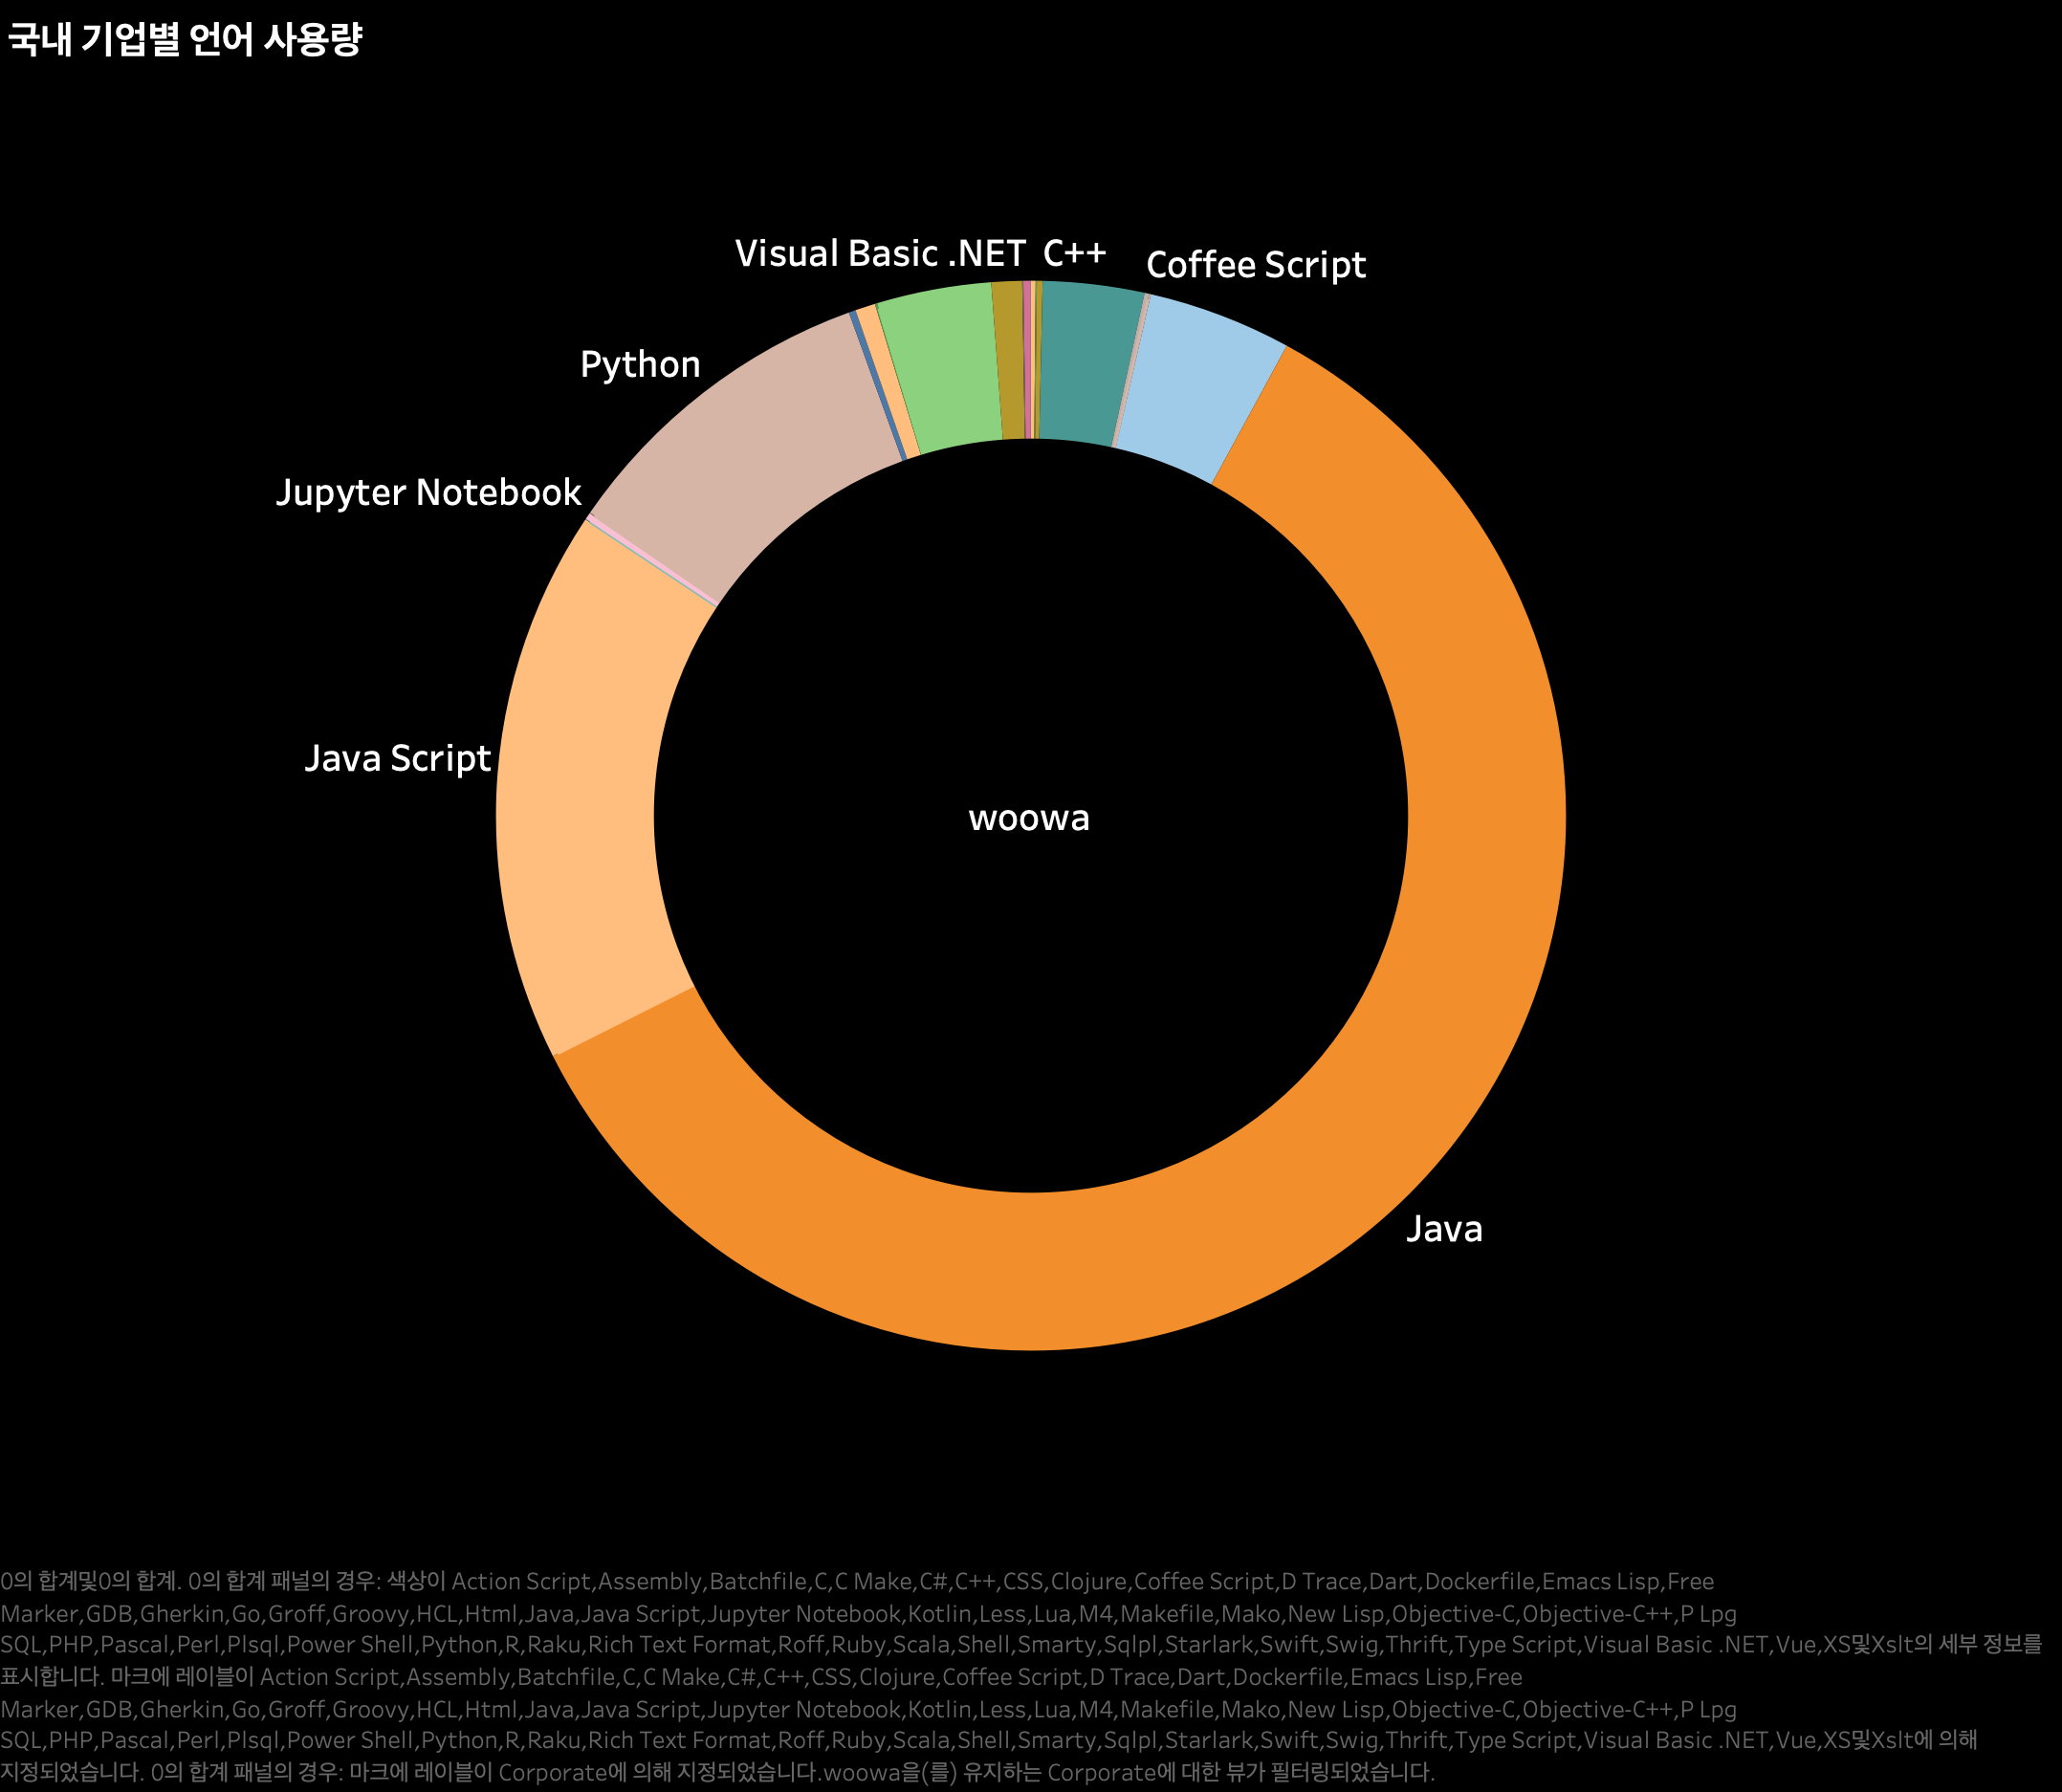 국내 기업별 언어 사용량
Visual Basic .NET C++
Coffee Script
Python
Jupyter Notebook
Java Script
woowa
Java
0의 합계및0의 합계. 0의 합계 패널의 경우: 색상이 Action Script,Assembly,Batchfile,C,C Make,C#,C++,CSS,Clojure,Coffee Script,D Trace,Dart,Dockerfile,Emacs Lisp,Free
Marker,GDB,Gherkin,Go,Groff,Groovy,HCL,Html,Java,Java Script,Jupyter Notebook,Kotlin,Less,Lua,M4,Makefile,Mako,New Lisp,Objective-C,Objective-C++,P Lpg
SQL,PHP,Pascal,Perl,Plsql,Power Shell,Python,R,Raku,Rich Text Format,Roff,Ruby,Scala,Shell,Smarty,Sqlpl,Starlark,Swift,Swig,Thrift,Type Script,Visual Basic .NET,Vue,XS및Xslt의 세부 정보를
표시합니다. 마크에 레이블이 Action Script,Assembly,Batchfile,C,C Make,C#,C++,CSS,Clojure,Coffee Script,D Trace,Dart,Dockerfile,Emacs Lisp,Free
Marker,GDB,Gherkin,Go,Groff,Groovy,HCL,Html,Java,Java Script,Jupyter Notebook,Kotlin,Less,Lua,M4,Makefile,Mako,New Lisp,Objective-C,Objective-C++,P Lpg
SQL,PHP,Pascal,Perl,Plsql,Power Shell,Python,R,Raku,Rich Text Format,Roff,Ruby,Scala,Shell,Smarty,Sqlpl,Starlark,Swift,Swig,Thrift,Type Script,Visual Basic .NET,Vue,XS및Xslt에 의해
지정되었습니다. 0의 합계 패널의 경우: 마크에 레이블이 Corporate에 의해 지정되었습니다.woowa을(를) 유지하는 Corporate에 대한 뷰가 필터링되었습니다.